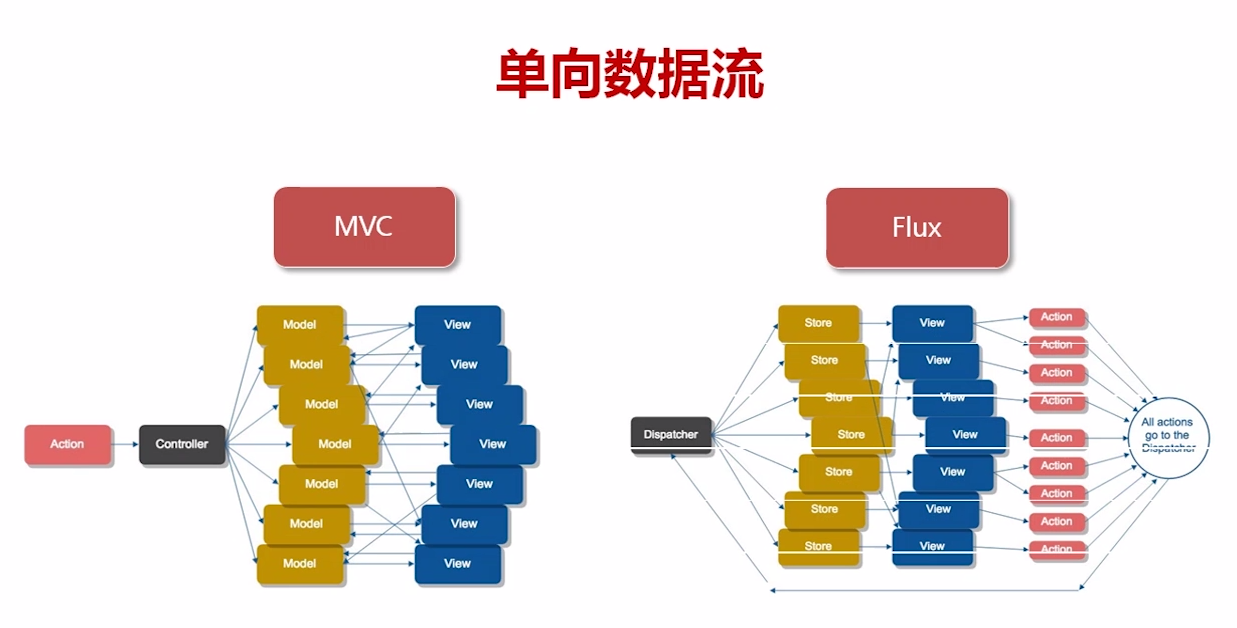 单向数据流
MVC
Flux
Action
Controller
Model
Model
Model
Model
Model
Model
Model
View
View
View
View
View
View
View
Dispatcher
Store
Store
Store
Store
Store
Store
Store
View
View
View
View
View
View
View
Action
Action
Action
Action
Action
Action
Action
Action
Action
All actions
go to the
Dispatcher